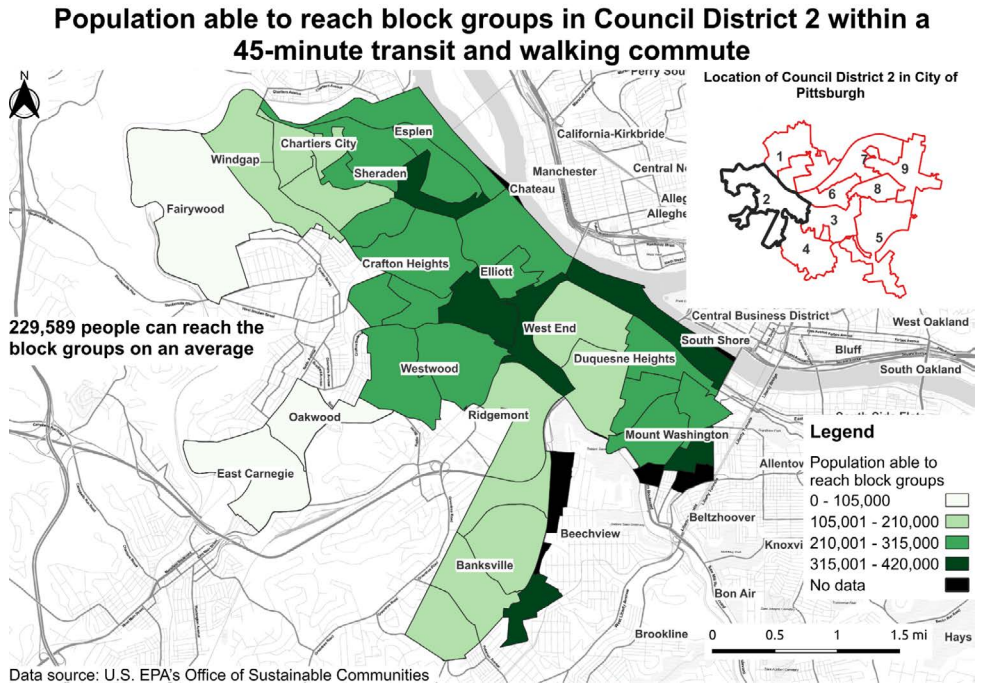 Population able to reach block groups in Council District 2 within a
45-minute transit and walking commute
N
Location of Council District 2 in City of
Pittsburgh
1
7
9
2
6
8
3
4
5
Perry Sou
California-Kirkbride
Esplen
Chartiers City
Windgap
Manchester
Central No
Sheraden
Chateau
Alleg
Fairywood
Alleghe
Crafton Heights
Elliott
229,589 people can reach the
block groups on an average
Central Business District
West Oakland
West End
South Shore
Bluff
Duquesne Heights
Westwood
South Oakland
Oakwood
Ridgemont
Mount Washington
East Carnegie
Allentow
Beltzhoover
Beechview
Knoxvi
Banksville
Bon Air
Brookline
Hays
Legend
Population able to
reach block groups
0 - 105,000
105,001 - 210,000
210,001 - 315,000
315,001 - 420,000
No data
0 0.5 1 1.5 mi
Data source: U.S. EPA's Office of Sustainable Communities